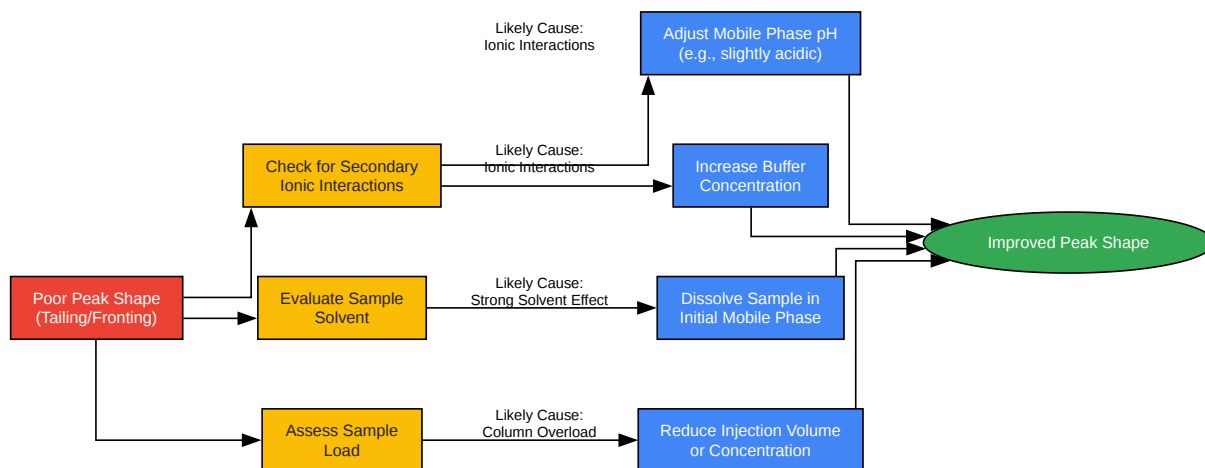 Likely Cause:
Ionic Interactions
Adjust Mobile Phase pH
(e.g., slightly acidic)
Check for Secondary
Ionic Interactions
Likely Cause:
Ionic Interactions
Increase Buffer
Concentration
Improved Peak Shape
Poor Peak Shape
(Tailing/Fronting)
Evaluate Sample
Solvent
Likely Cause:
Strong Solvent Effect
Dissolve Sample in
Initial Mobile Phase
Assess Sample
Load
Likely Cause:
Column Overload
Reduce Injection Volume
or Concentration